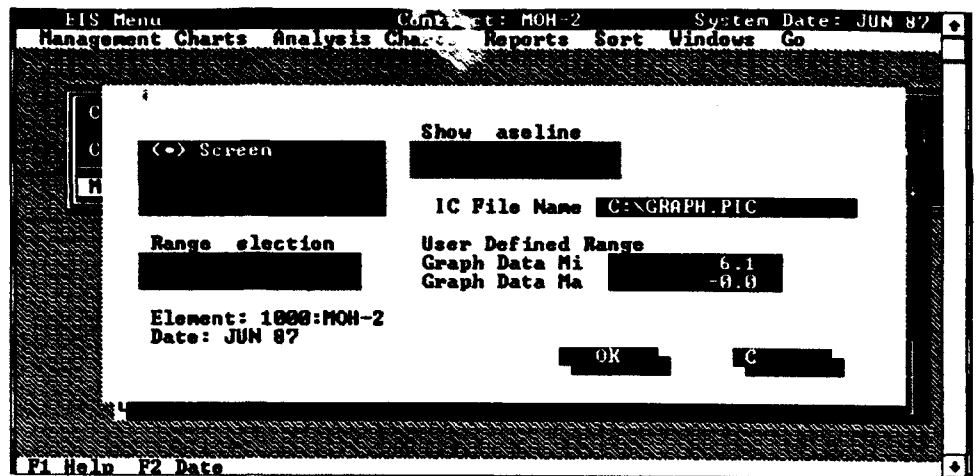 EIS Menu Contract: MOH-2 System Date: JUN 87
Management Charts Analysis Charts Reports Sort Windows Go
C
C
M
Show aseline
(•) Screen
IC File Name C:\GRAPH.PIC
Range election
User Defined Range
Graph Data Mi 6.1
Graph Data Ma -0.0
Element: 1000:MOH-2
Date: JUN 87
OK C
F1 Help F2 Date